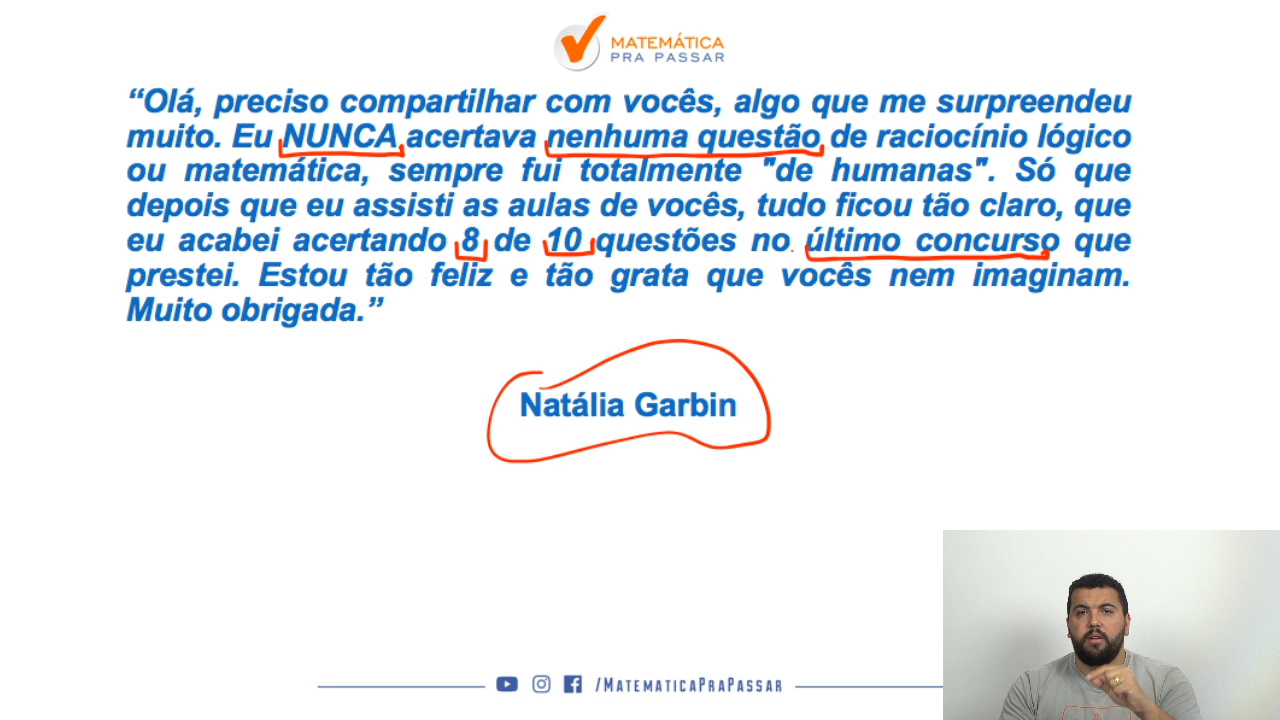 MATEMÁTICA
PRA PASSAR
“Olá, preciso compartilhar com vocês, algo que me surpreendeu
muito. Eu NUNCA acertava nenhuma questão de raciocínio lógico
ou matemática, sempre fui totalmente "de humanas". Só que
depois que eu assisti as aulas de vocês, tudo ficou tão claro, que
eu acabei acertando 8 de 10 questões no último concurso que
prestei. Estou tão feliz e tão grata que vocês nem imaginam.
Muito obrigada.”
Natália Garbin
/MATEMATICAPRAPASSAR